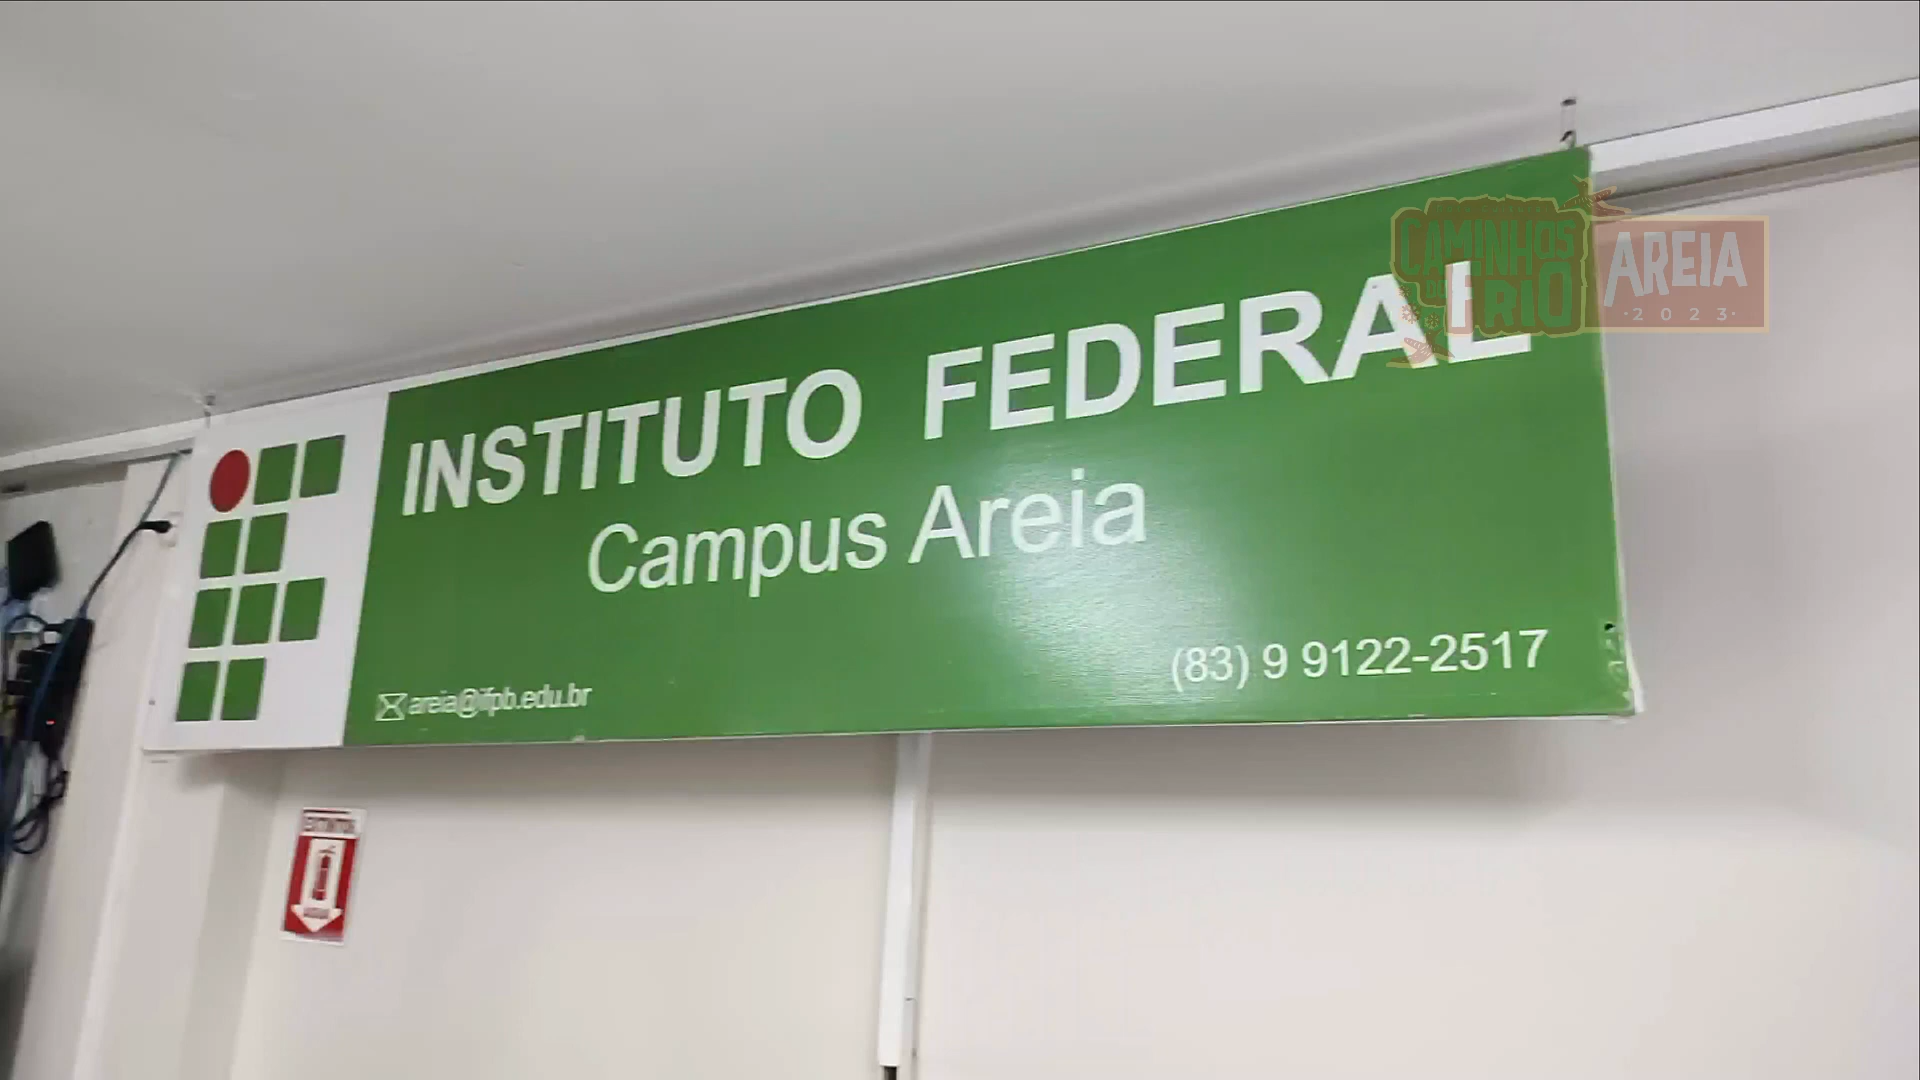 CAMINHOS
DO FRIO
AREIA
·2023·
INSTITUTO FEDERAL
Campus Areia
(83) 9 9122-2517
areia@ifpb.edu.br